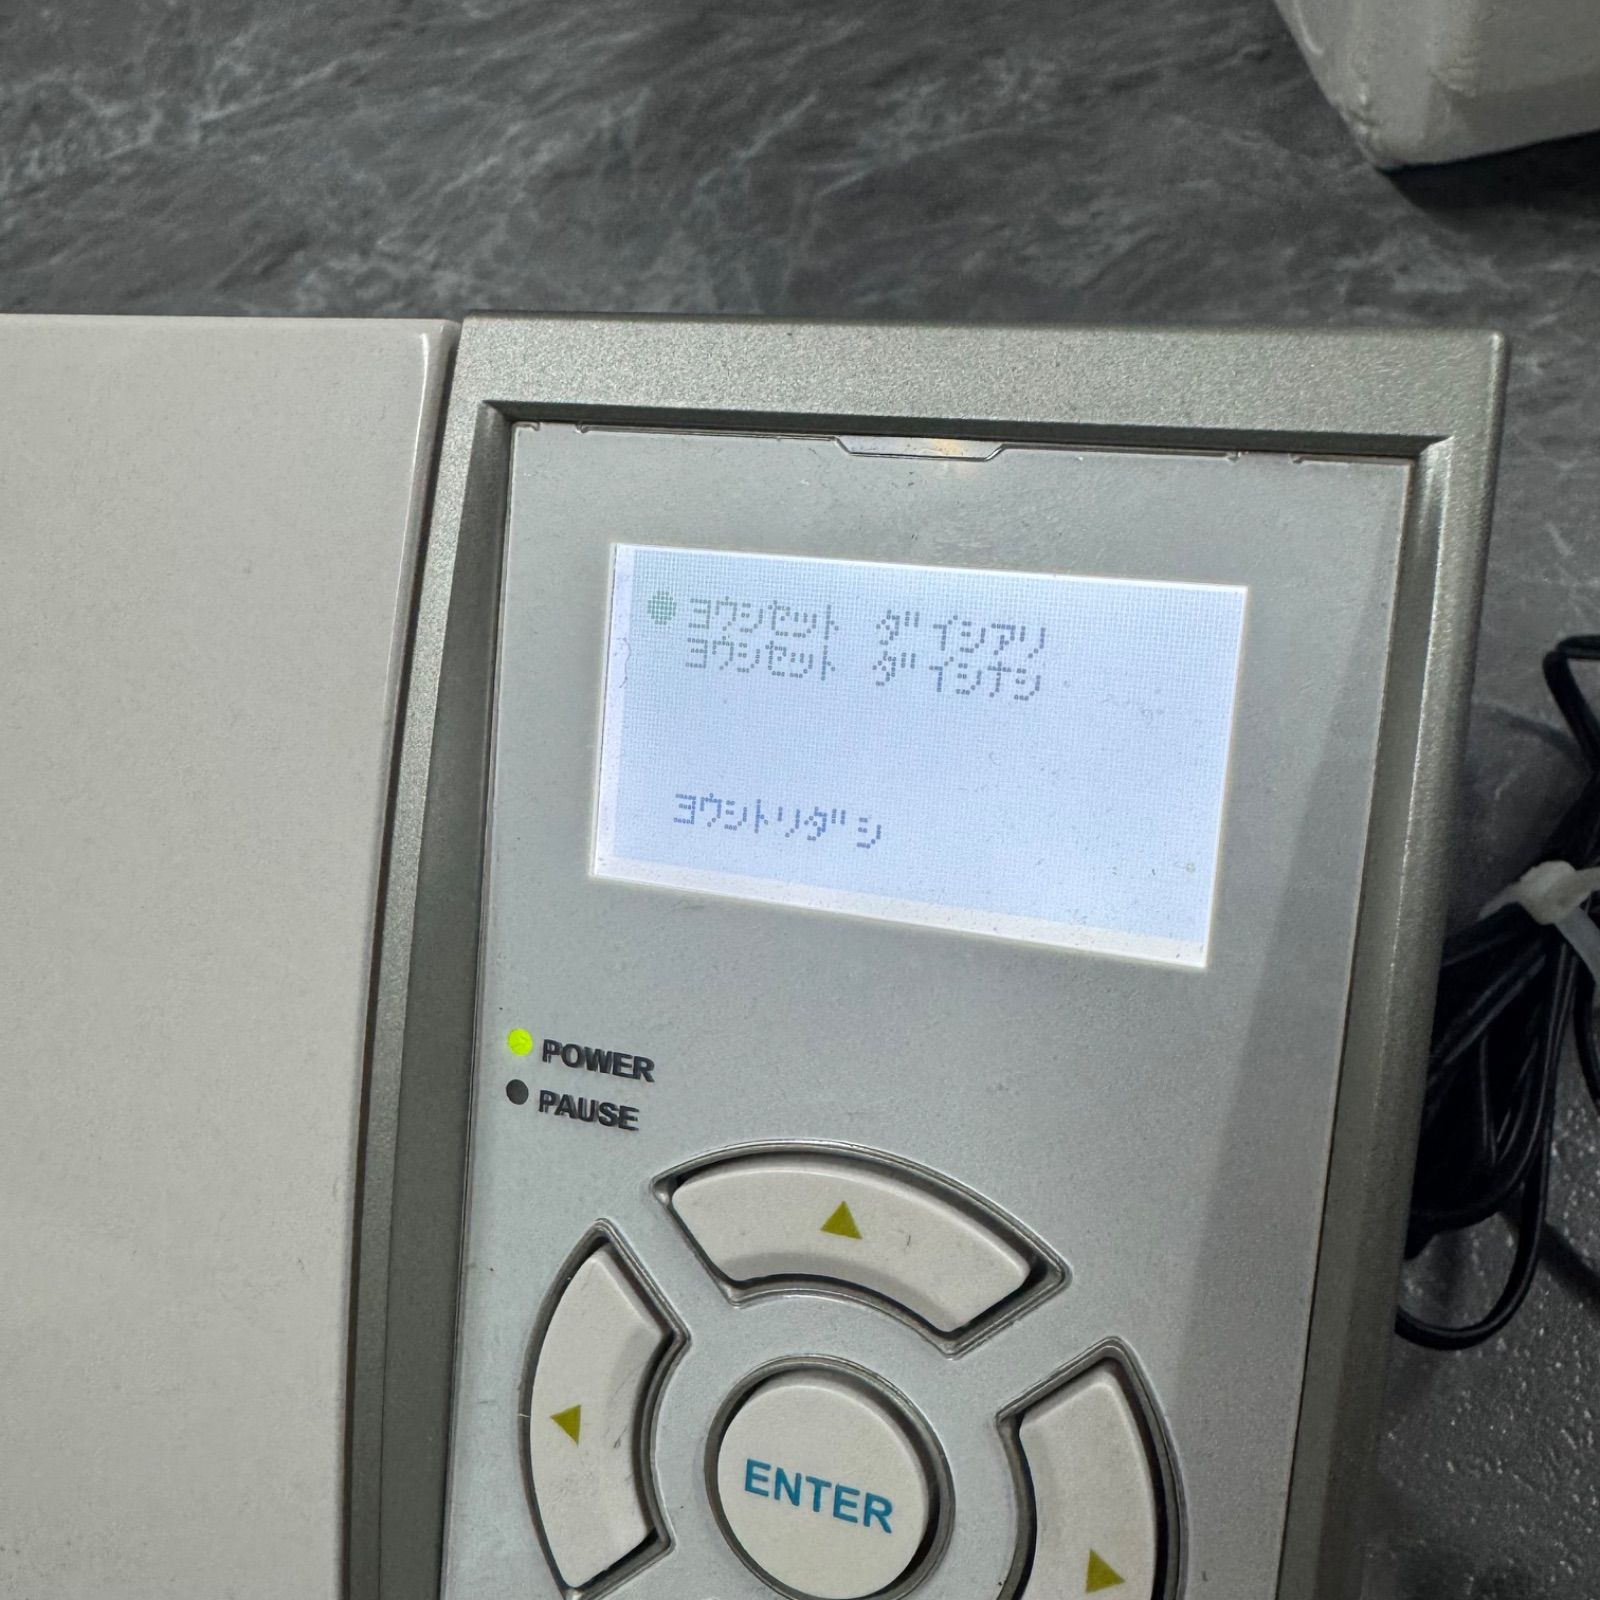 ●ヨウシセット ダイシアリ
ヨウシセット ダイシナシ
ヨウシトリダシ
POWER
PAUSE
ENTER